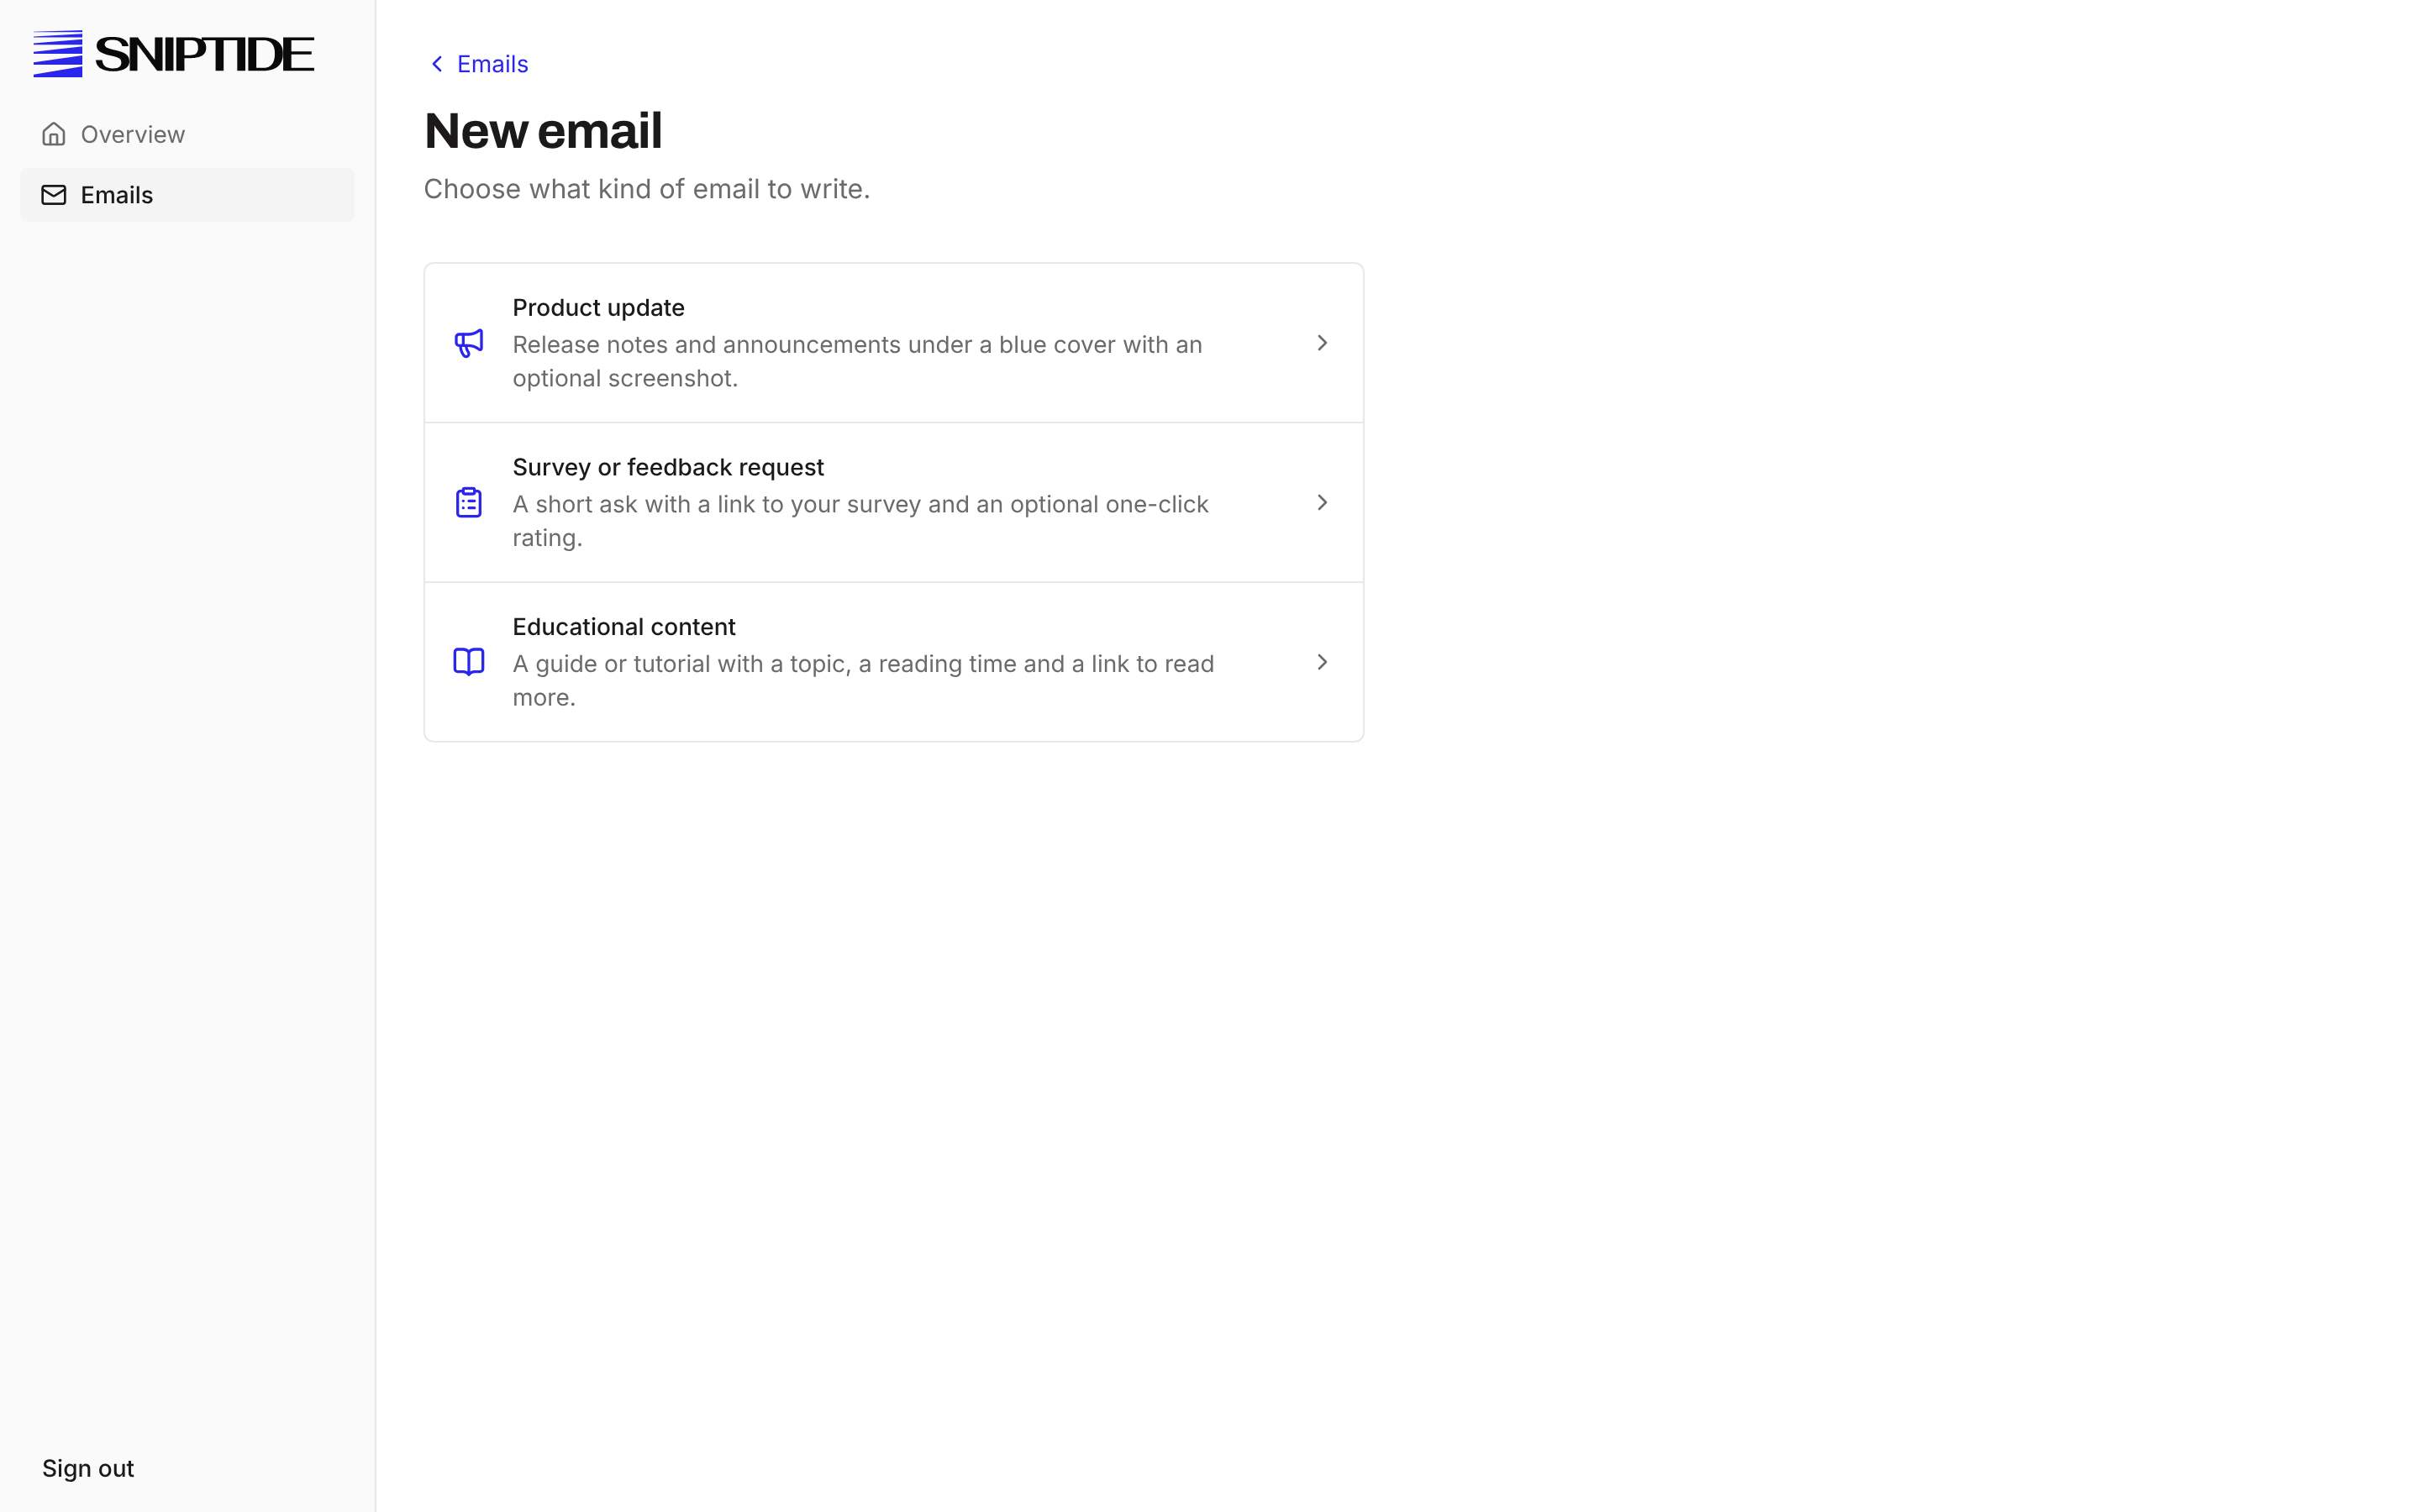 SNIPTIDE
Overview
Emails
Sign out
Emails
New email
Choose what kind of email to write.
Product update
Release notes and announcements under a blue cover with an
optional screenshot.
Survey or feedback request
A short ask with a link to your survey and an optional one-click
rating.
Educational content
A guide or tutorial with a topic, a reading time and a link to read
more.